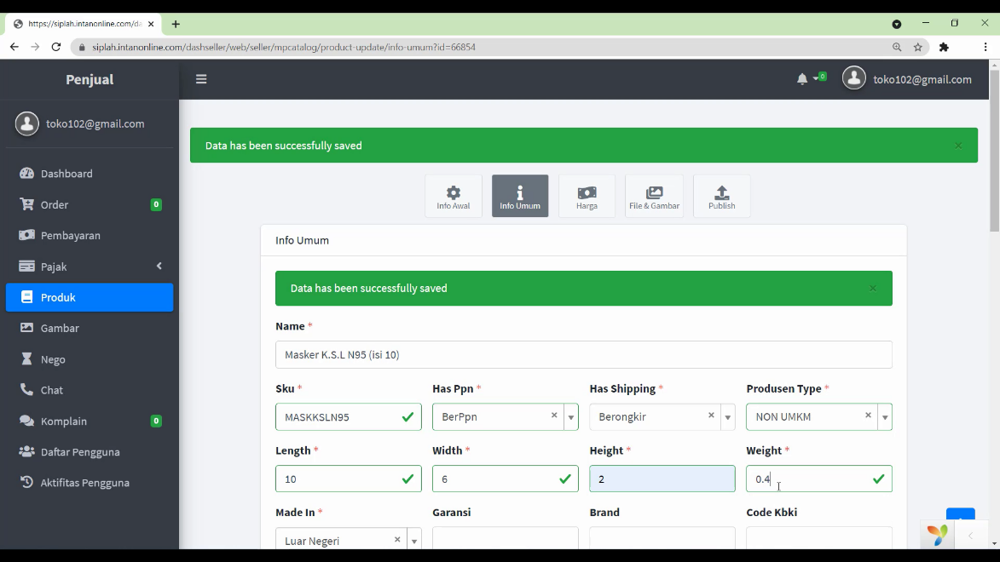 https://siplah.intanonline.com/da
siplah.intanonline.com/dashseller/web/seller/mpcatalog/product-update/info-umum?id=66854
Penjual
0
toko102@gmail.com
toko102@gmail.com
Data has been successfully saved
×
Dashboard
Order
0
Pembayaran
Pajak
Produk
Gambar
Nego
Chat
Komplain
0
Daftar Pengguna
Aktifitas Pengguna
Info Awal
Info Umum
Harga
File & Gambar
Publish
Info Umum
Data has been successfully saved
×
Name *
Masker K.S.L N95 (isi 10)
Sku *
Has Ppn *
Has Shipping *
Produsen Type *
MASKKSLN95
BerPpn ×
Berongkir ×
NON UMKM ×
Length *
Width *
Height *
Weight *
10
6
2
0.4
Made In *
Garansi
Brand
Code Kbki
Luar Negeri ×